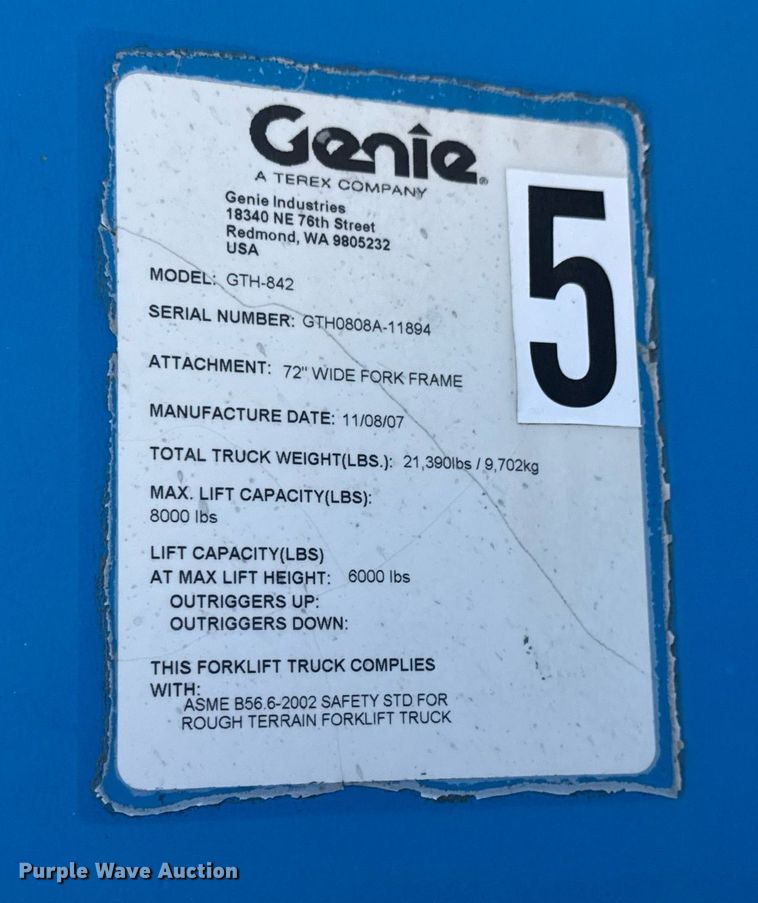 Genie
A TEREX COMPANY
Genie Industries
18340 NE 76th Street
Redmond, WA 9805232
USA
5
MODEL: GTH-842
SERIAL NUMBER: GTH0808A-11894
ATTACHMENT: 72" WIDE FORK FRAME
MANUFACTURE DATE: 11/08/07
TOTAL TRUCK WEIGHT(LBS.): 21,390lbs / 9,702kg
MAX. LIFT CAPACITY(LBS):
8000 lbs
LIFT CAPACITY(LBS)
AT MAX LIFT HEIGHT: 6000 lbs
OUTRIGGERS UP:
OUTRIGGERS DOWN:
THIS FORKLIFT TRUCK COMPLIES
WITH:
ASME B56.6-2002 SAFETY STD FOR
ROUGH TERRAIN FORKLIFT TRUCK
Purple Wave Auction